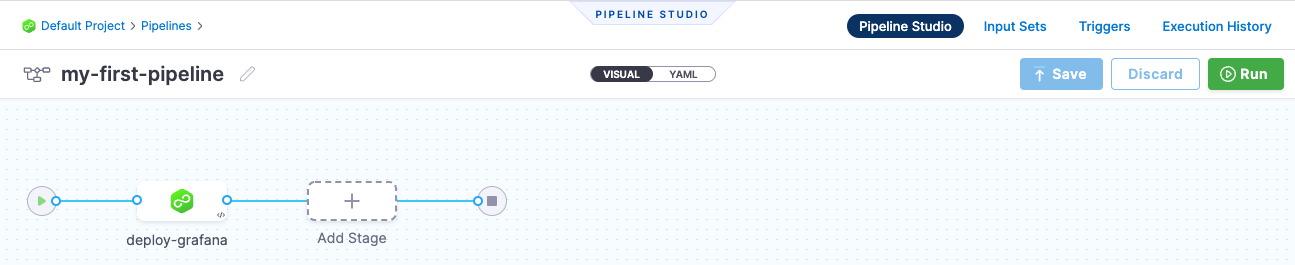 PIPELINE STUDIO
Default Project > Pipelines >
Pipeline Studio
Input Sets
Triggers
Execution History
my-first-pipeline
VISUAL
YAML
Save
Discard
Run
</>
deploy-grafana
Add Stage